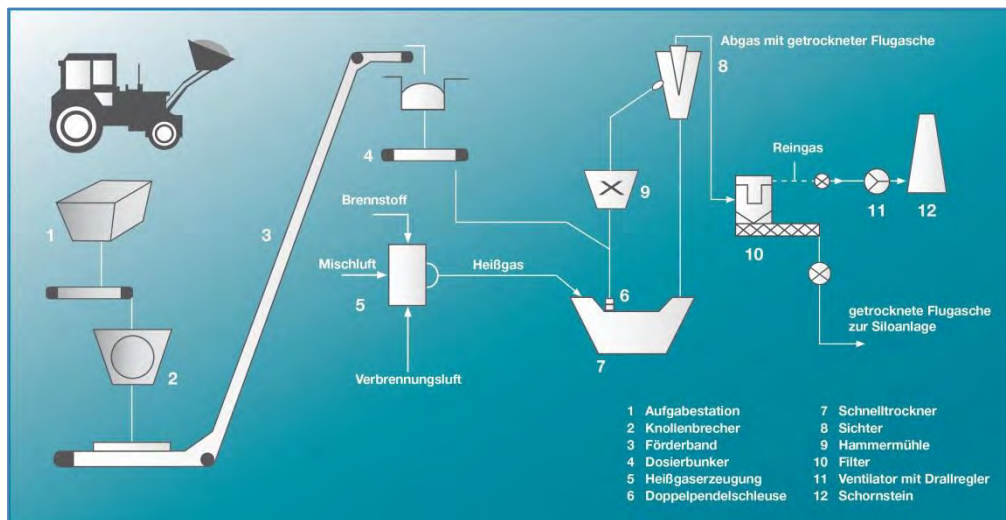 Abgas mit getrockneter Flugasche
8
4
Reingas
9
Brennstoff
1
3
11
12
10
Mischluft
Heißgas
5
6
getrocknete Flugasche
zur Siloanlage
2
7
Verbrennungsluft
1 Aufgabestation
2 Knollenbrecher
3 Förderband
4 Dosierbunker
5 Heißgaserzeugung
6 Doppelpendelschleuse
7 Schnelltrockner
8 Sichter
9 Hammermühle
10 Filter
11 Ventilator mit Drallregler
12 Schornstein